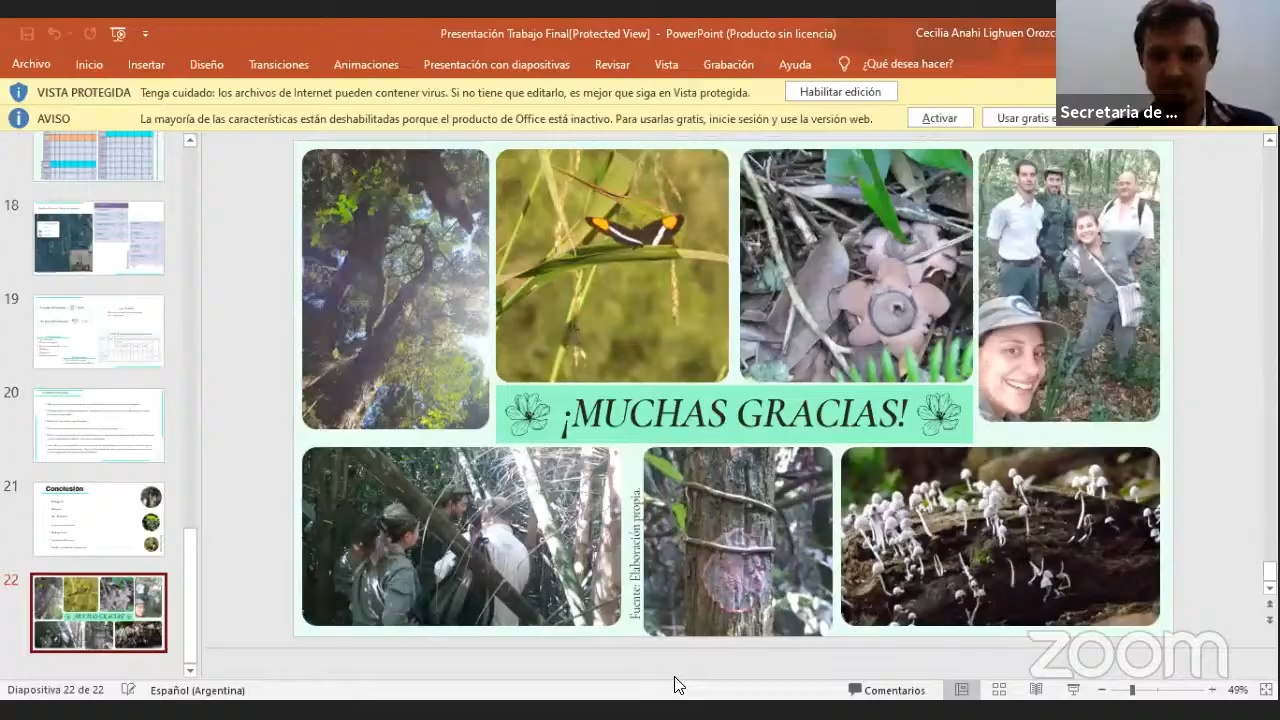 Presentación Trabajo Final[Protected View] - PowerPoint (Producto sin licencia)
Cecilia Anahi Lighuen Orozc
Archivo Inicio Insertar Diseño Transiciones Animaciones Presentación con diapositivas Revisar Vista Grabación Ayuda ¿Qué desea hacer?
VISTA PROTEGIDA Tenga cuidado: los archivos de Internet pueden contener virus. Si no tiene que editarlo, es mejor que siga en Vista protegida. Habilitar edición
AVISO La mayoría de las características están deshabilitadas porque el producto de Office está inactivo. Para usarlas gratis, inicie sesión y use la versión web. Activar Usar gratis e
Secretaria de ...
18
19
20
21
Conclusión
22
¡MUCHAS GRACIAS!
Fuente: Elaboración propia.
zoom
Diapositiva 22 de 22 Español (Argentina) Comentarios 49%